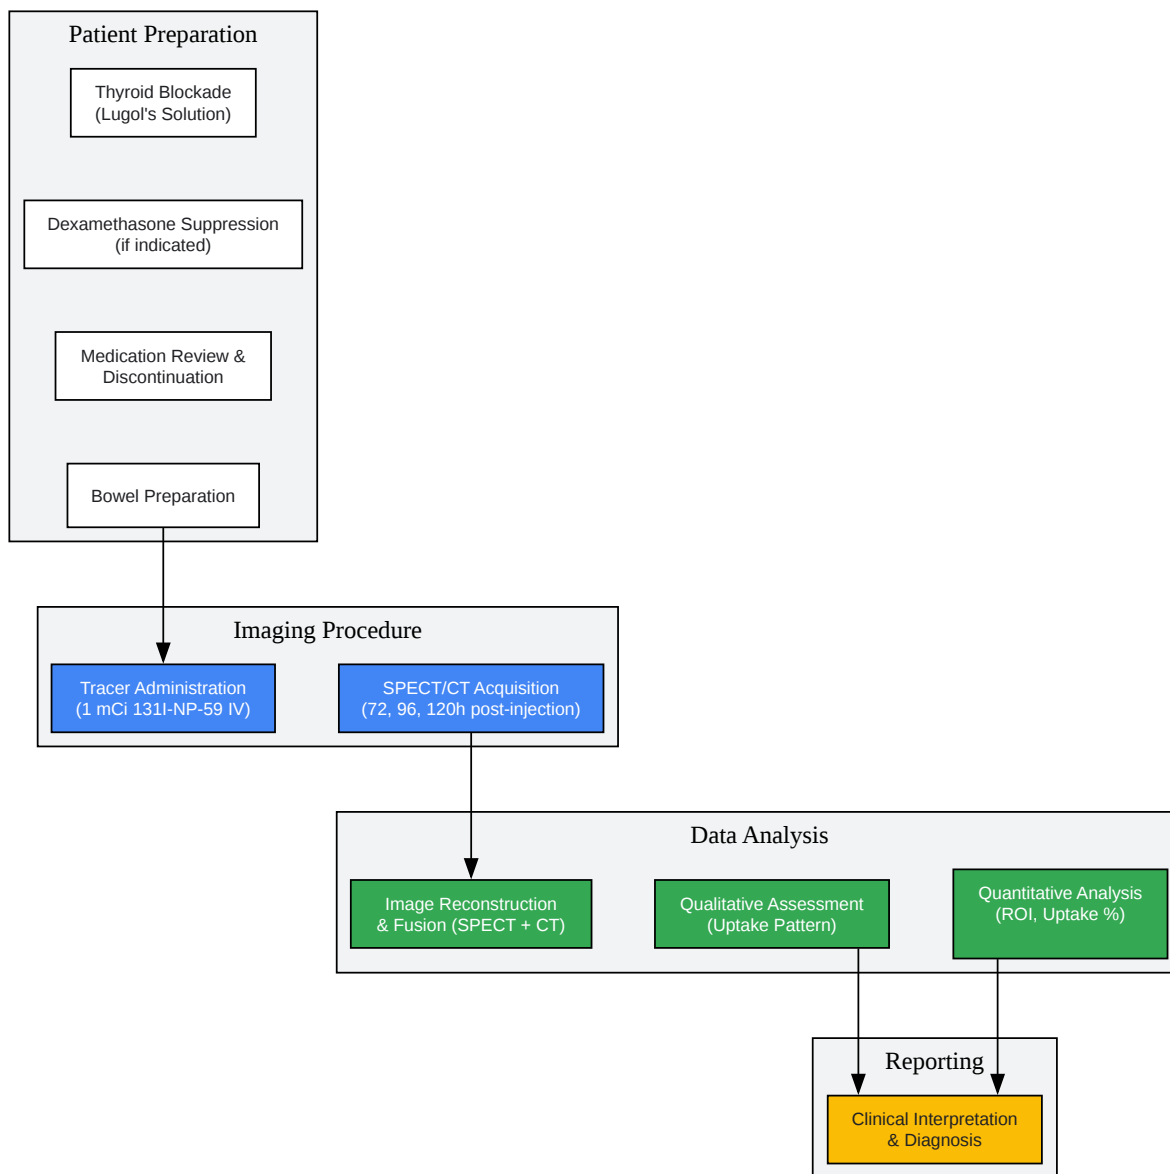 Patient Preparation
Thyroid Blockade
(Lugol's Solution)
Dexamethasone Suppression
(if indicated)
Medication Review &
Discontinuation
Bowel Preparation
Imaging Procedure
Tracer Administration
(1 mCi 131I-NP-59 IV)
SPECT/CT Acquisition
(72, 96, 120h post-injection)
Data Analysis
Image Reconstruction
& Fusion (SPECT + CT)
Qualitative Assessment
(Uptake Pattern)
Quantitative Analysis
(ROI, Uptake %)
Reporting
Clinical Interpretation
& Diagnosis